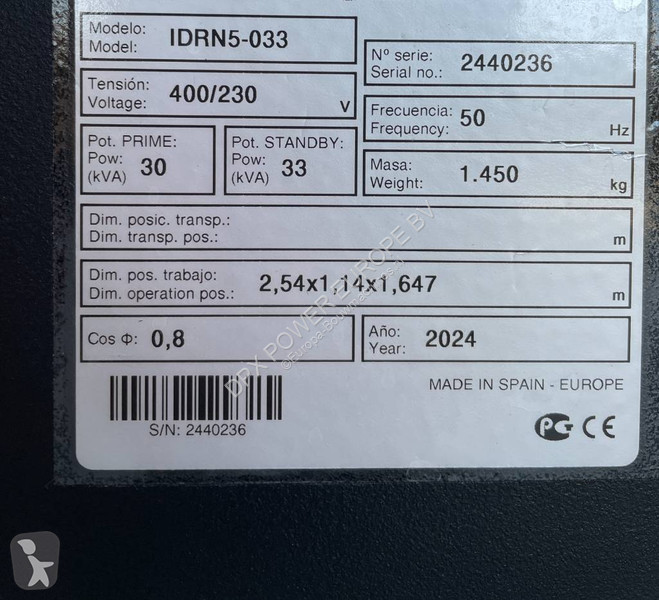 Modelo:
Model: IDRN5-033
Nº serie:
Serial no.: 2440236
Tensión:
Voltage: 400/230 V
Frecuencia:
Frequency: 50 Hz
Pot. PRIME:
Pow:
(kVA) 30
Pot. STANDBY:
Pow:
(kVA) 33
Masa:
Weight: 1.450 kg
Dim. posic. transp.:
Dim. transp. pos.: m
Dim. pos. trabajo:
Dim. operation pos.: 2,54x1,14x1,647 m
Cos Φ: 0,8
Año:
Year: 2024
MADE IN SPAIN - EUROPE
S/N: 2440236
PG CE
DPX POWER EUROPE BV